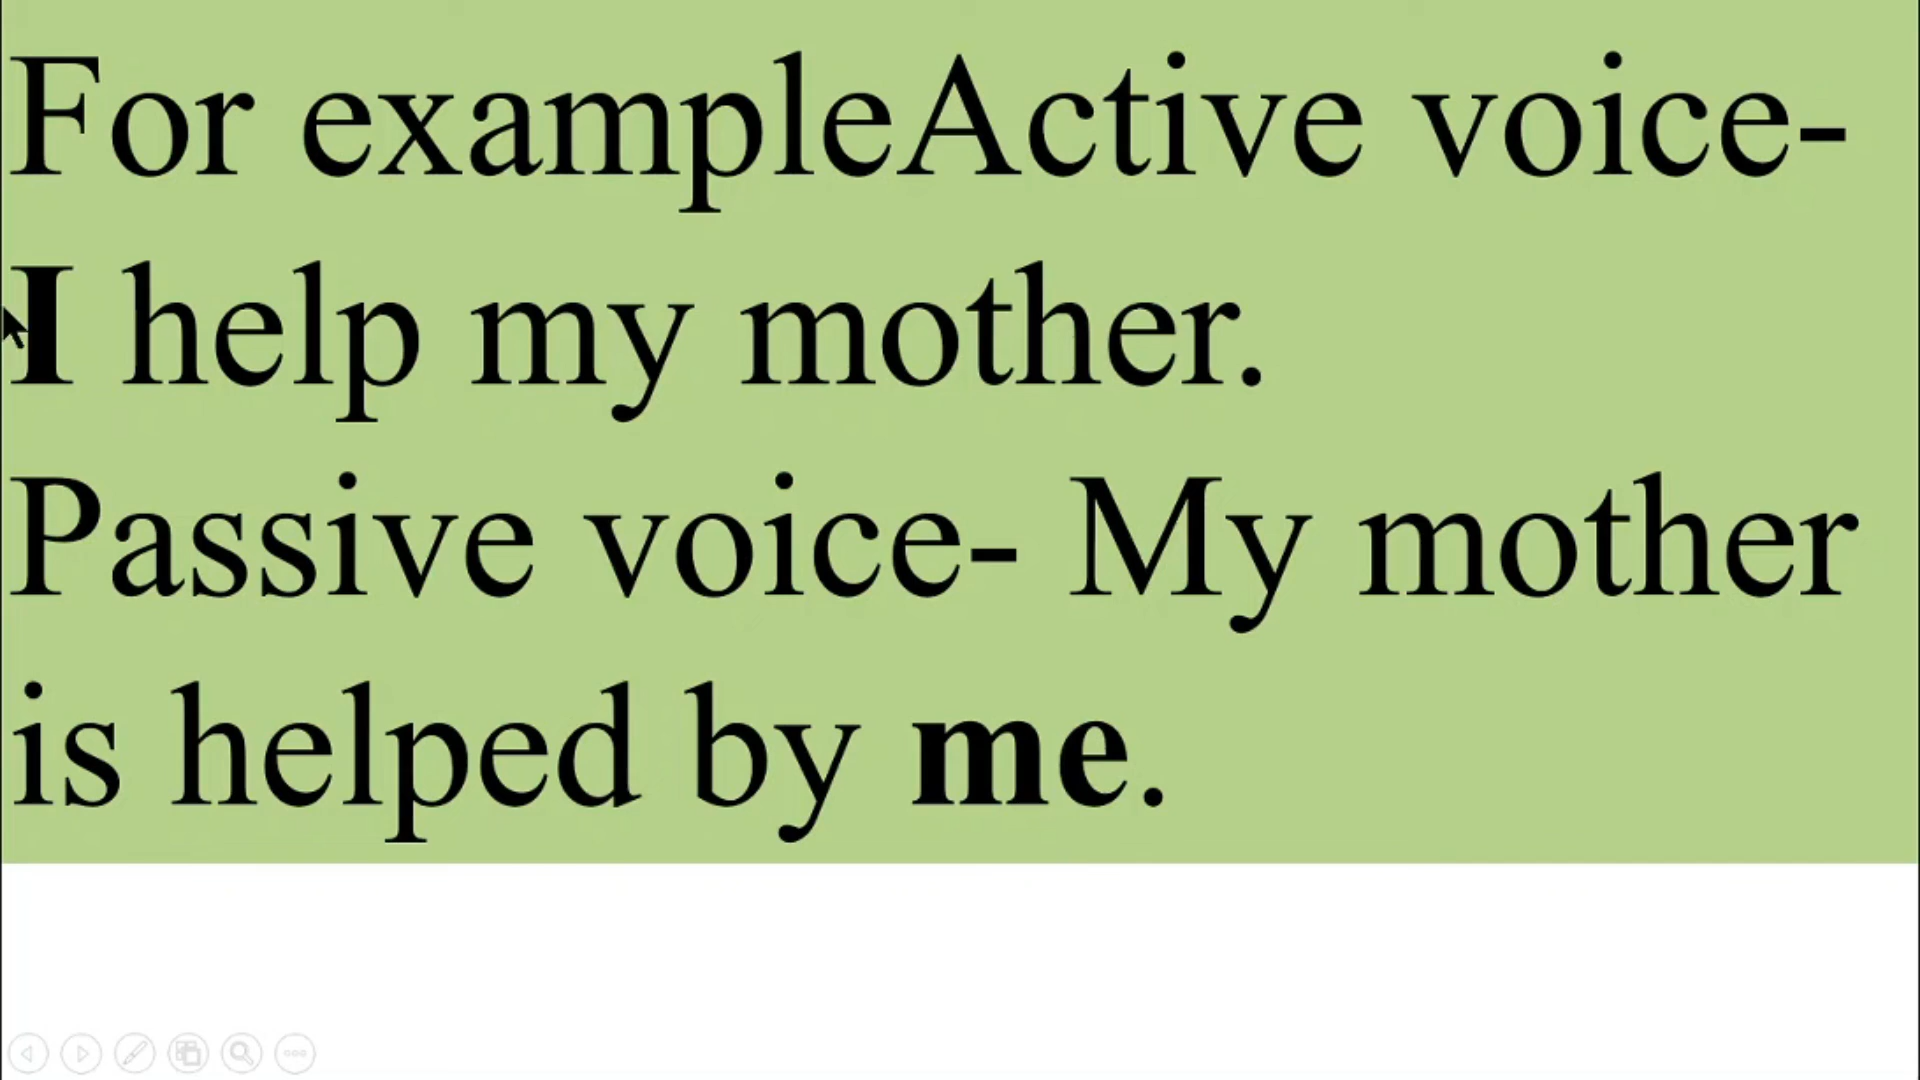 For exampleActive voice-
I help my mother.
Passive voice- My mother
is helped by me.